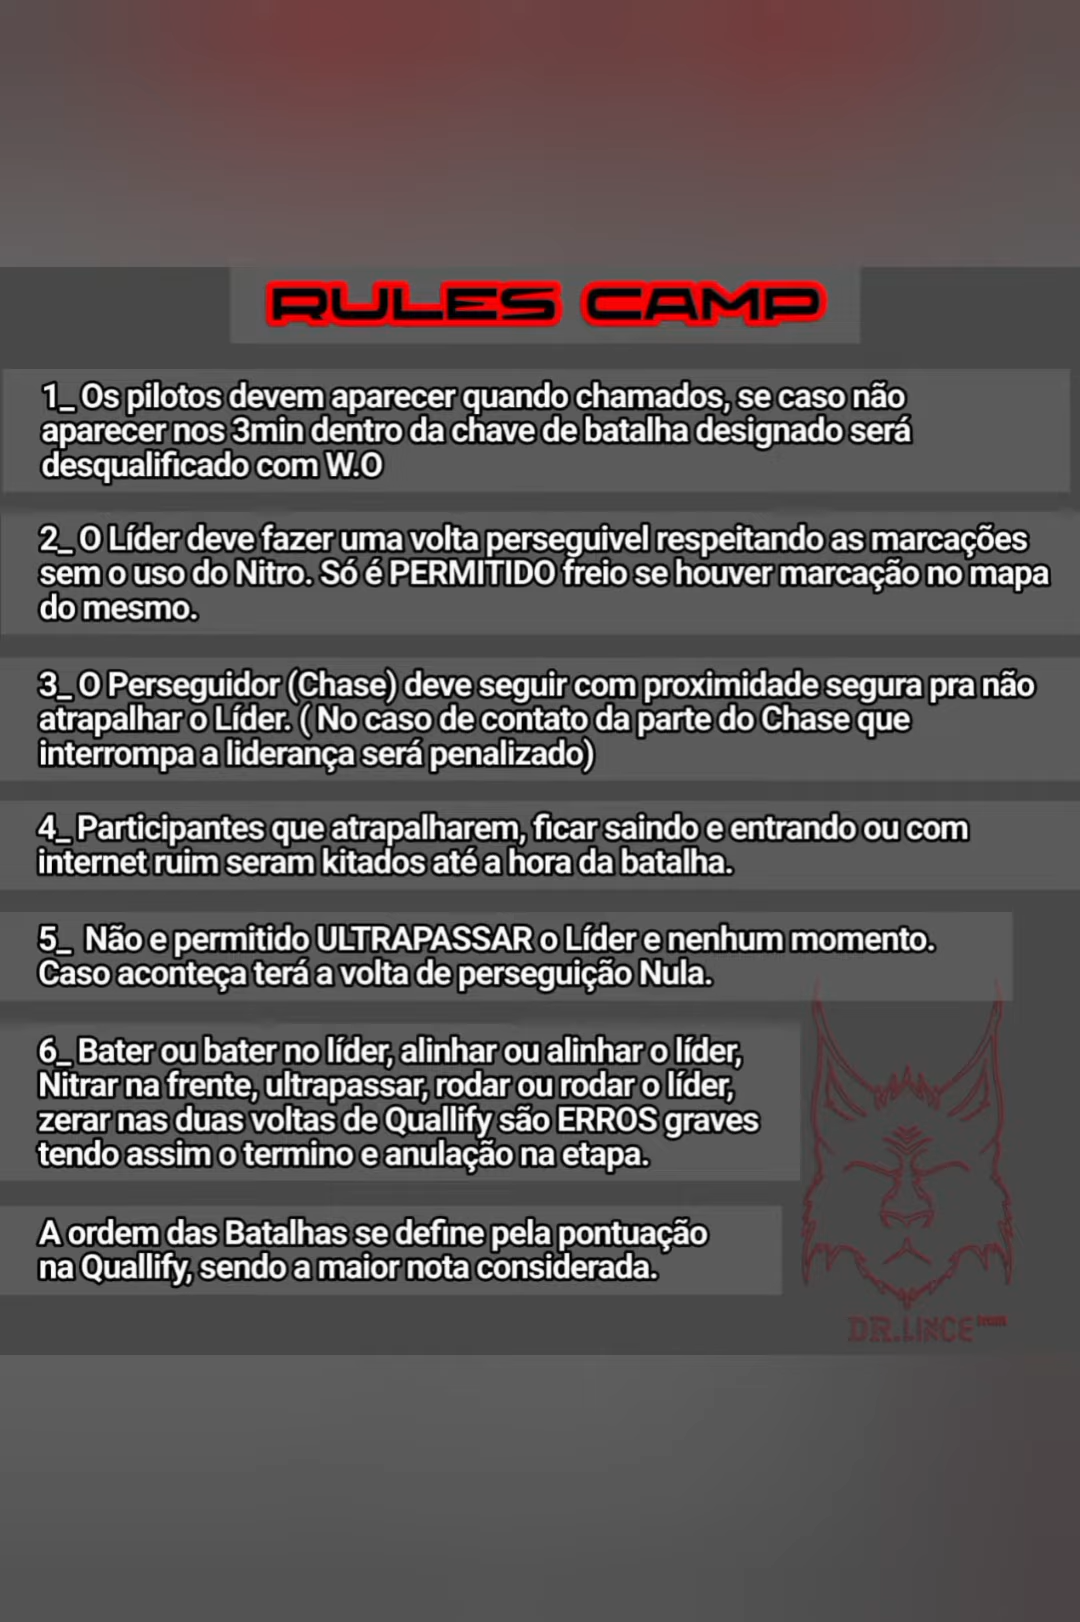 RULES CAMP
1_ Os pilotos devem aparecer quando chamados, se caso não
aparecer nos 3min dentro da chave de batalha designado será
desqualificado com W.O
2_ O Líder deve fazer uma volta perseguivel respeitando as marcações
sem o uso do Nitro. Só é PERMITIDO freio se houver marcação no mapa
do mesmo.
3_ O Perseguidor (Chase) deve seguir com proximidade segura pra não
atrapalhar o Líder. ( No caso de contato da parte do Chase que
interrompa a liderança será penalizado)
4_ Participantes que atrapalharem, ficar saindo e entrando ou com
internet ruim seram kitados até a hora da batalha.
5_ Não e permitido ULTRAPASSAR o Líder e nenhum momento.
Caso aconteça terá a volta de perseguição Nula.
6_ Bater ou bater no líder, alinhar ou alinhar o líder,
Nitrar na frente, ultrapassar, rodar ou rodar o líder,
zerar nas duas voltas de Quallify são ERROS graves
tendo assim o termino e anulação na etapa.
A ordem das Batalhas se define pela pontuação
na Quallify, sendo a maior nota considerada.
DR.LINCE